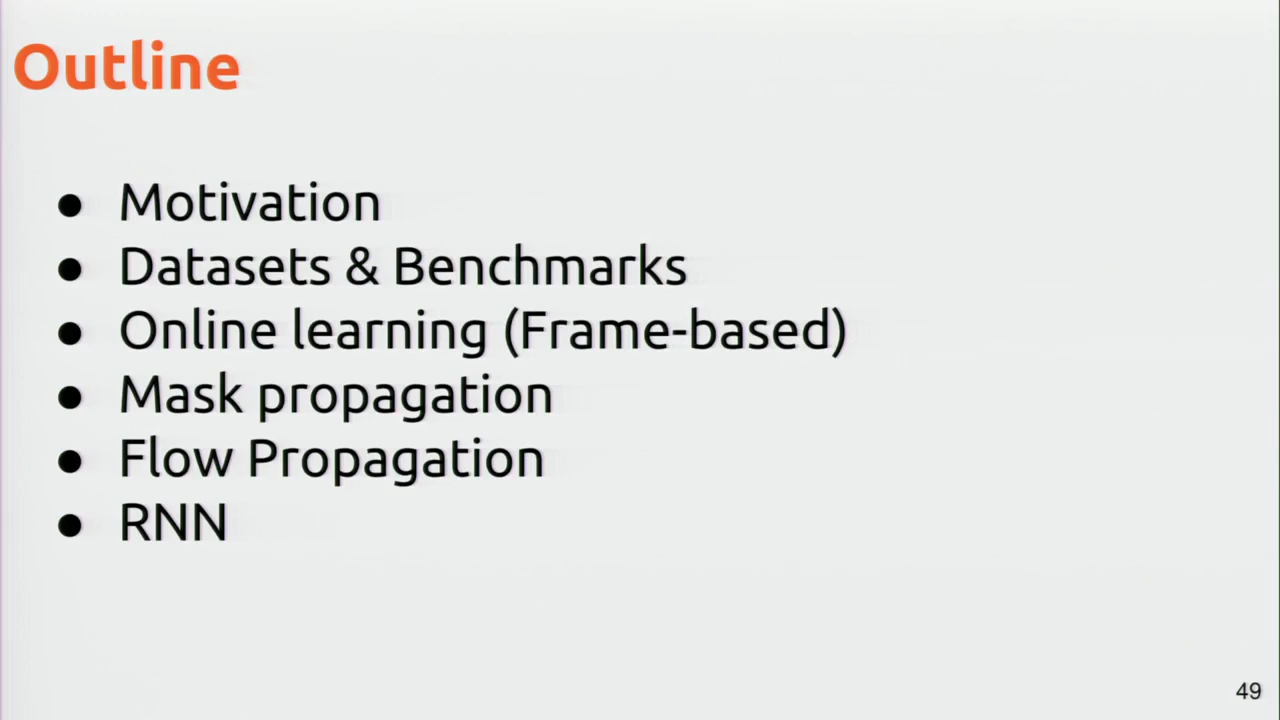 Outline
● Motivation
● Datasets & Benchmarks
● Online learning (Frame-based)
● Mask propagation
● Flow Propagation
● RNN
49